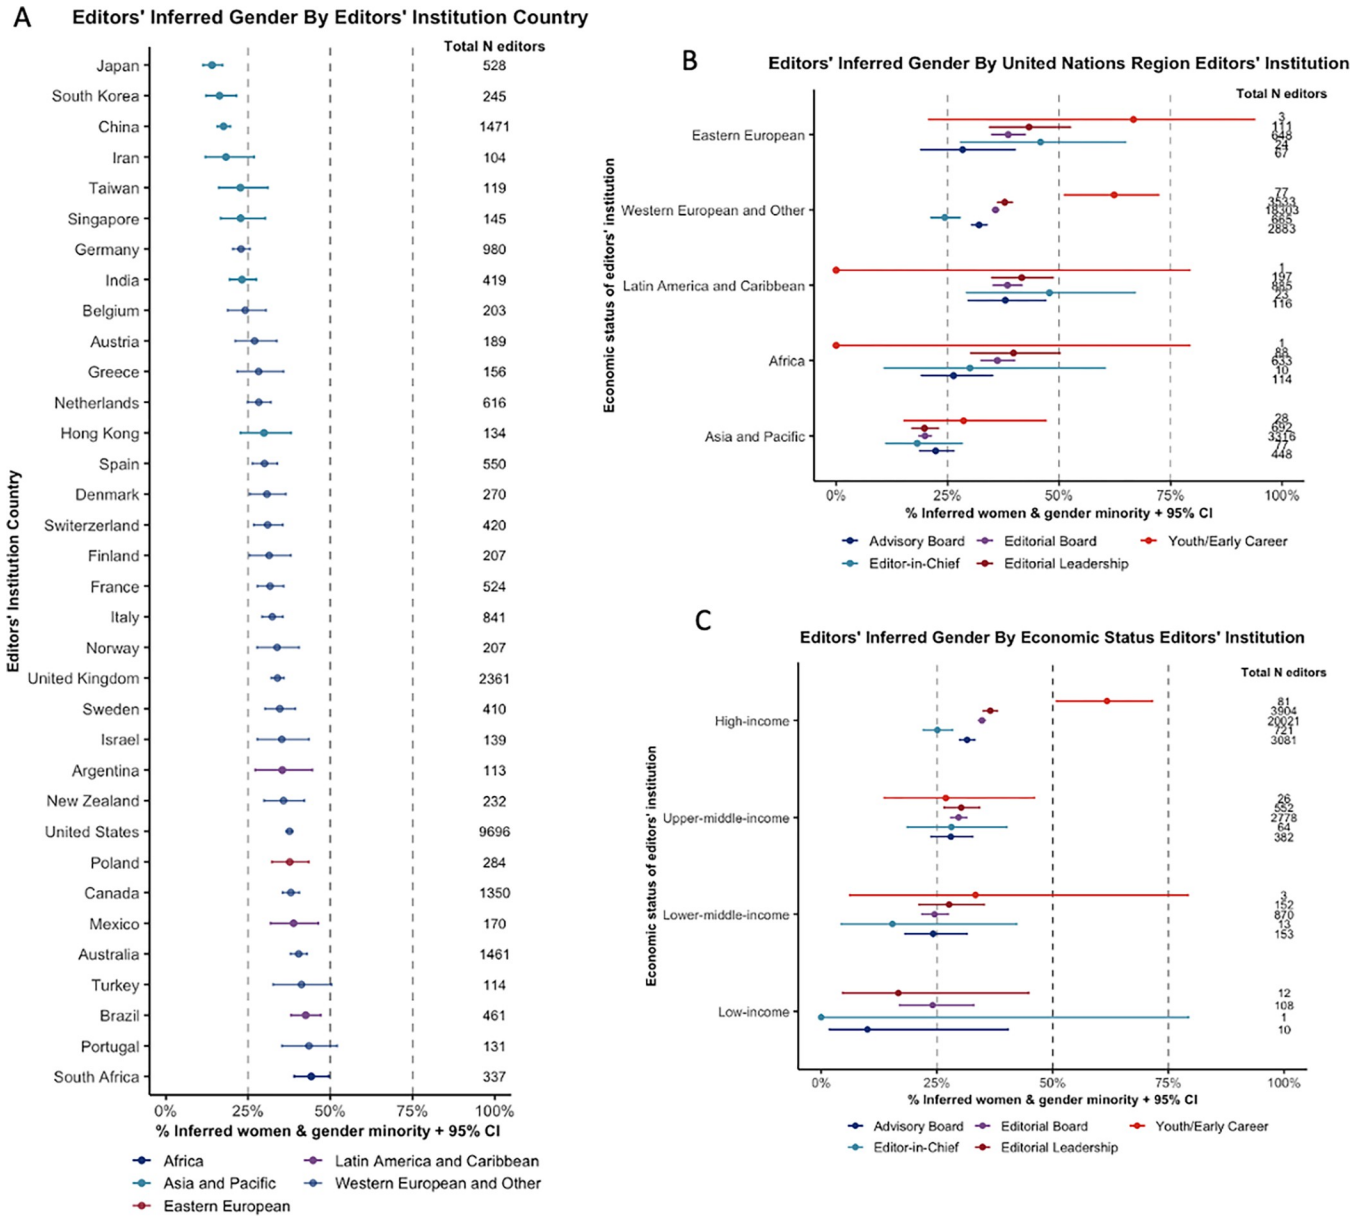 A
Editors' Inferred Gender By Editors' Institution Country
Total N editors
Japan 528
South Korea 245
China 1471
Iran 104
Taiwan 119
Singapore 145
Germany 980
India 419
Belgium 203
Austria 189
Greece 156
Netherlands 616
Hong Kong 134
Spain 550
Denmark 270
Switerzerland 420
Finland 207
France 524
Italy 841
Norway 207
United Kingdom 2361
Sweden 410
Israel 139
Argentina 113
New Zealand 232
United States 9696
Poland 284
Canada 1350
Mexico 170
Australia 1461
Turkey 114
Brazil 461
Portugal 131
South Africa 337
Editors' Institution Country
0% 25% 50% 75% 100%
% Inferred women & gender minority + 95% CI
Africa Latin America and Caribbean
Asia and Pacific Western European and Other
Eastern European
B
Editors' Inferred Gender By United Nations Region Editors' Institution
Total N editors
Economic status of editors' institution
3
111
Eastern European 648
24
67
77
3533
Western European and Other 18303
665
2883
1
197
Latin America and Caribbean 885
23
116
1
88
Africa 633
10
114
28
692
Asia and Pacific 3316
77
448
0% 25% 50% 75% 100%
% Inferred women & gender minority + 95% CI
Advisory Board Editorial Board Youth/Early Career
Editor-in-Chief Editorial Leadership
C
Editors' Inferred Gender By Economic Status Editors' Institution
Total N editors
Economic status of editors' institution
81
3904
High-income 20021
721
3081
26
552
Upper-middle-income 2778
64
382
3
152
Lower-middle-income 870
13
153
12
108
Low-income
1
10
0% 25% 50% 75% 100%
% Inferred women & gender minority + 95% CI
Advisory Board Editorial Board Youth/Early Career
Editor-in-Chief Editorial Leadership